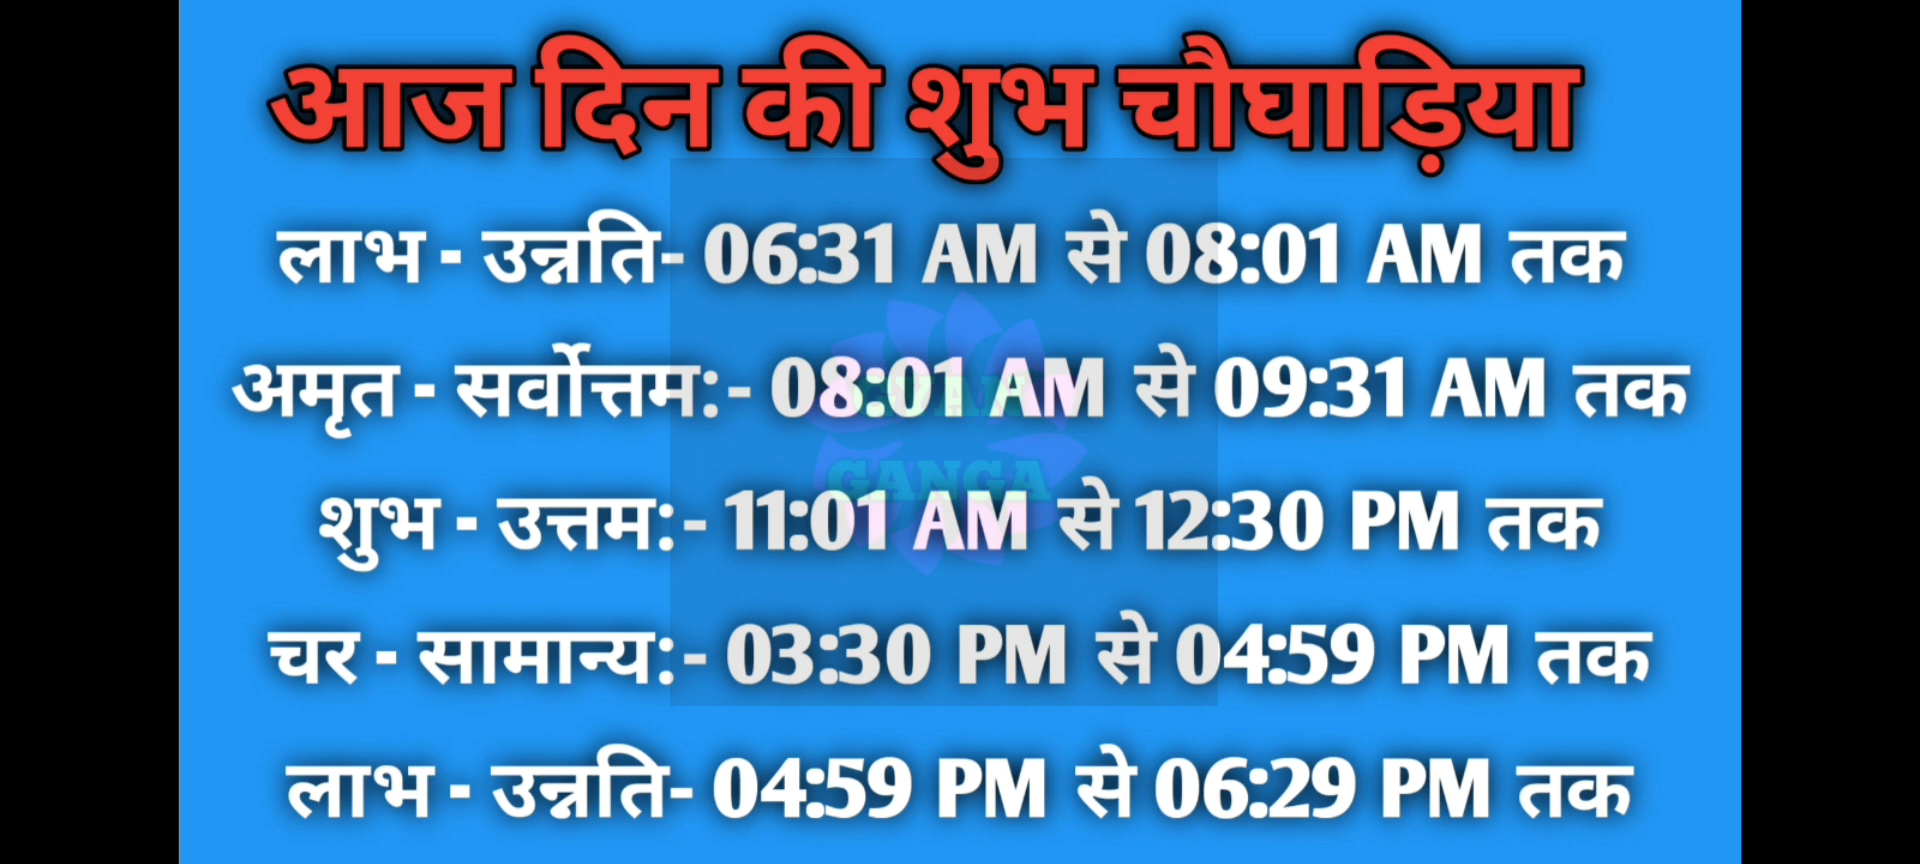 आज दिन की शुभ चौघाड़िया
लाभ - उन्नति- 06:31 AM से 08:01 AM तक
अमृत - सर्वोत्तम:- 08:01 AM से 09:31 AM तक
GYAN
GANGA
शुभ - उत्तम:- 11:01 AM से 12:30 PM तक
चर - सामान्य:- 03:30 PM से 04:59 PM तक
लाभ - उन्नति- 04:59 PM से 06:29 PM तक